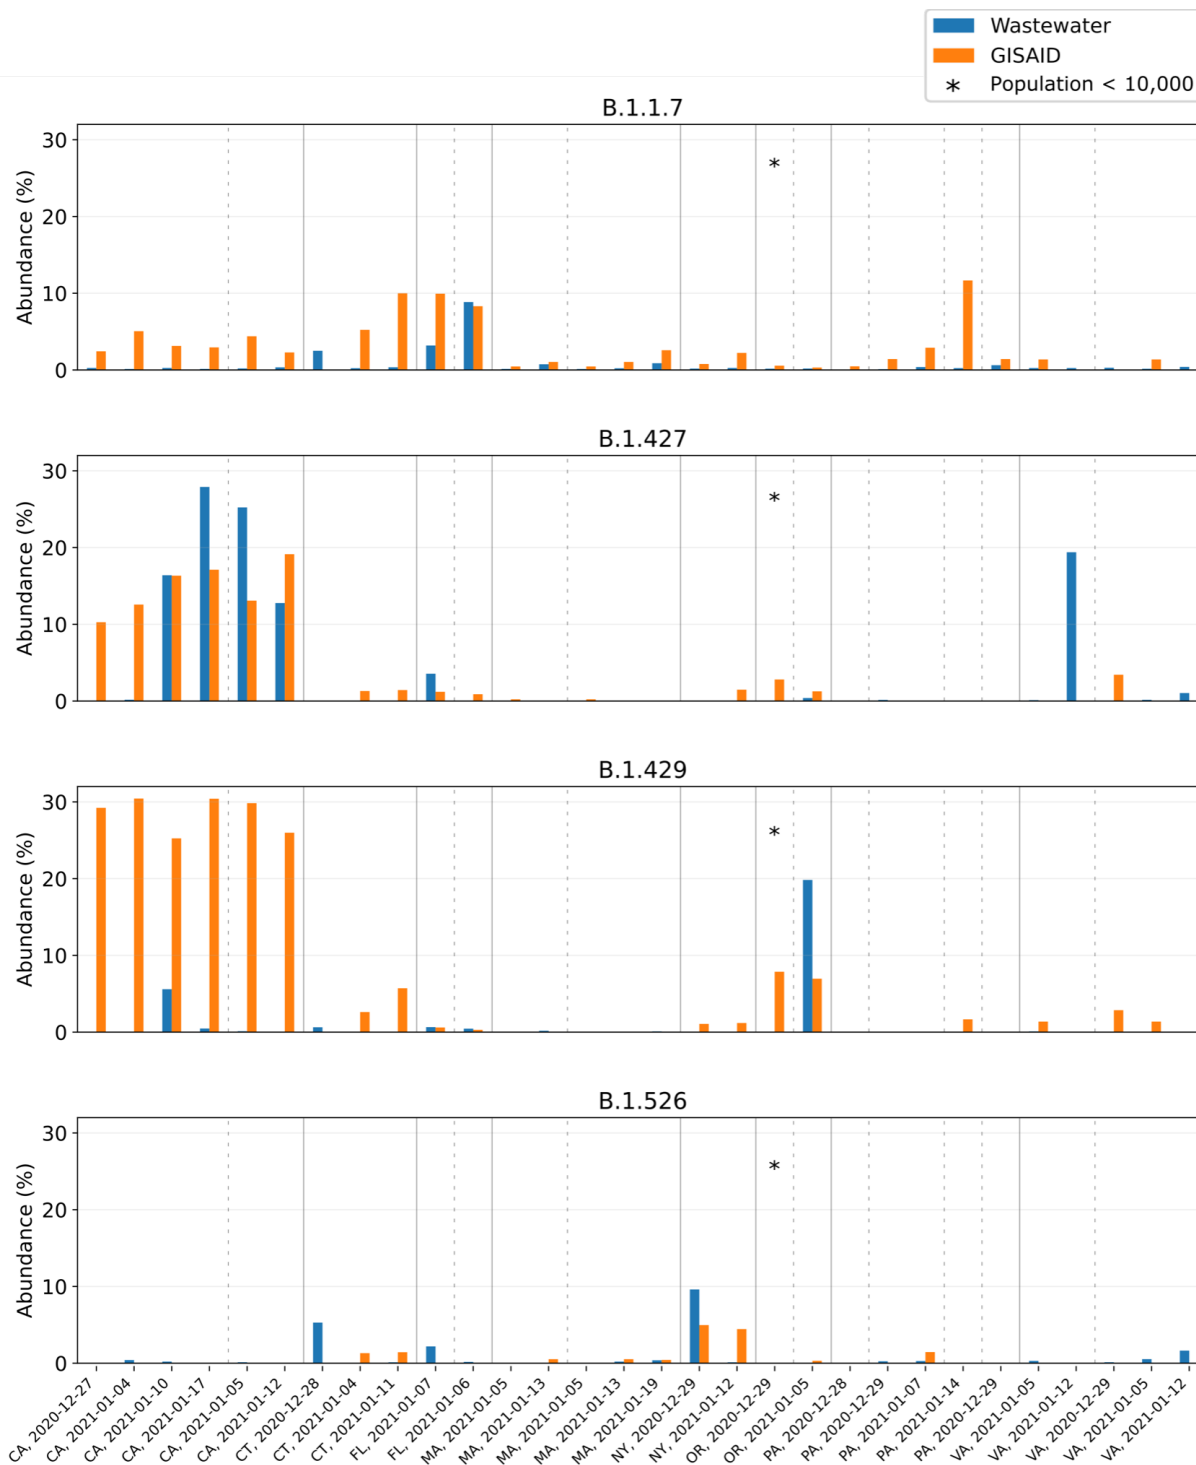 Wastewater
GISAID
* Population < 10,000
B.1.1.7
Abundance (%)
30
20
10
0
*
B.1.427
Abundance (%)
30
20
10
0
*
B.1.429
Abundance (%)
30
20
10
0
*
B.1.526
Abundance (%)
30
20
10
0
*
CA, 2020-12-27
CA, 2021-01-04
CA, 2021-01-10
CA, 2021-01-17
CA, 2021-01-05
CA, 2021-01-12
CT, 2020-12-28
CT, 2021-01-04
CT, 2021-01-11
FL, 2021-01-07
FL, 2021-01-06
MA, 2021-01-05
MA, 2021-01-13
MA, 2021-01-05
MA, 2021-01-13
MA, 2021-01-19
NY, 2020-12-29
NY, 2021-01-12
OR, 2020-12-29
OR, 2021-01-05
PA, 2020-12-28
PA, 2020-12-29
PA, 2021-01-07
PA, 2021-01-14
PA, 2020-12-29
VA, 2021-01-05
VA, 2021-01-12
VA, 2020-12-29
VA, 2021-01-05
VA, 2021-01-12